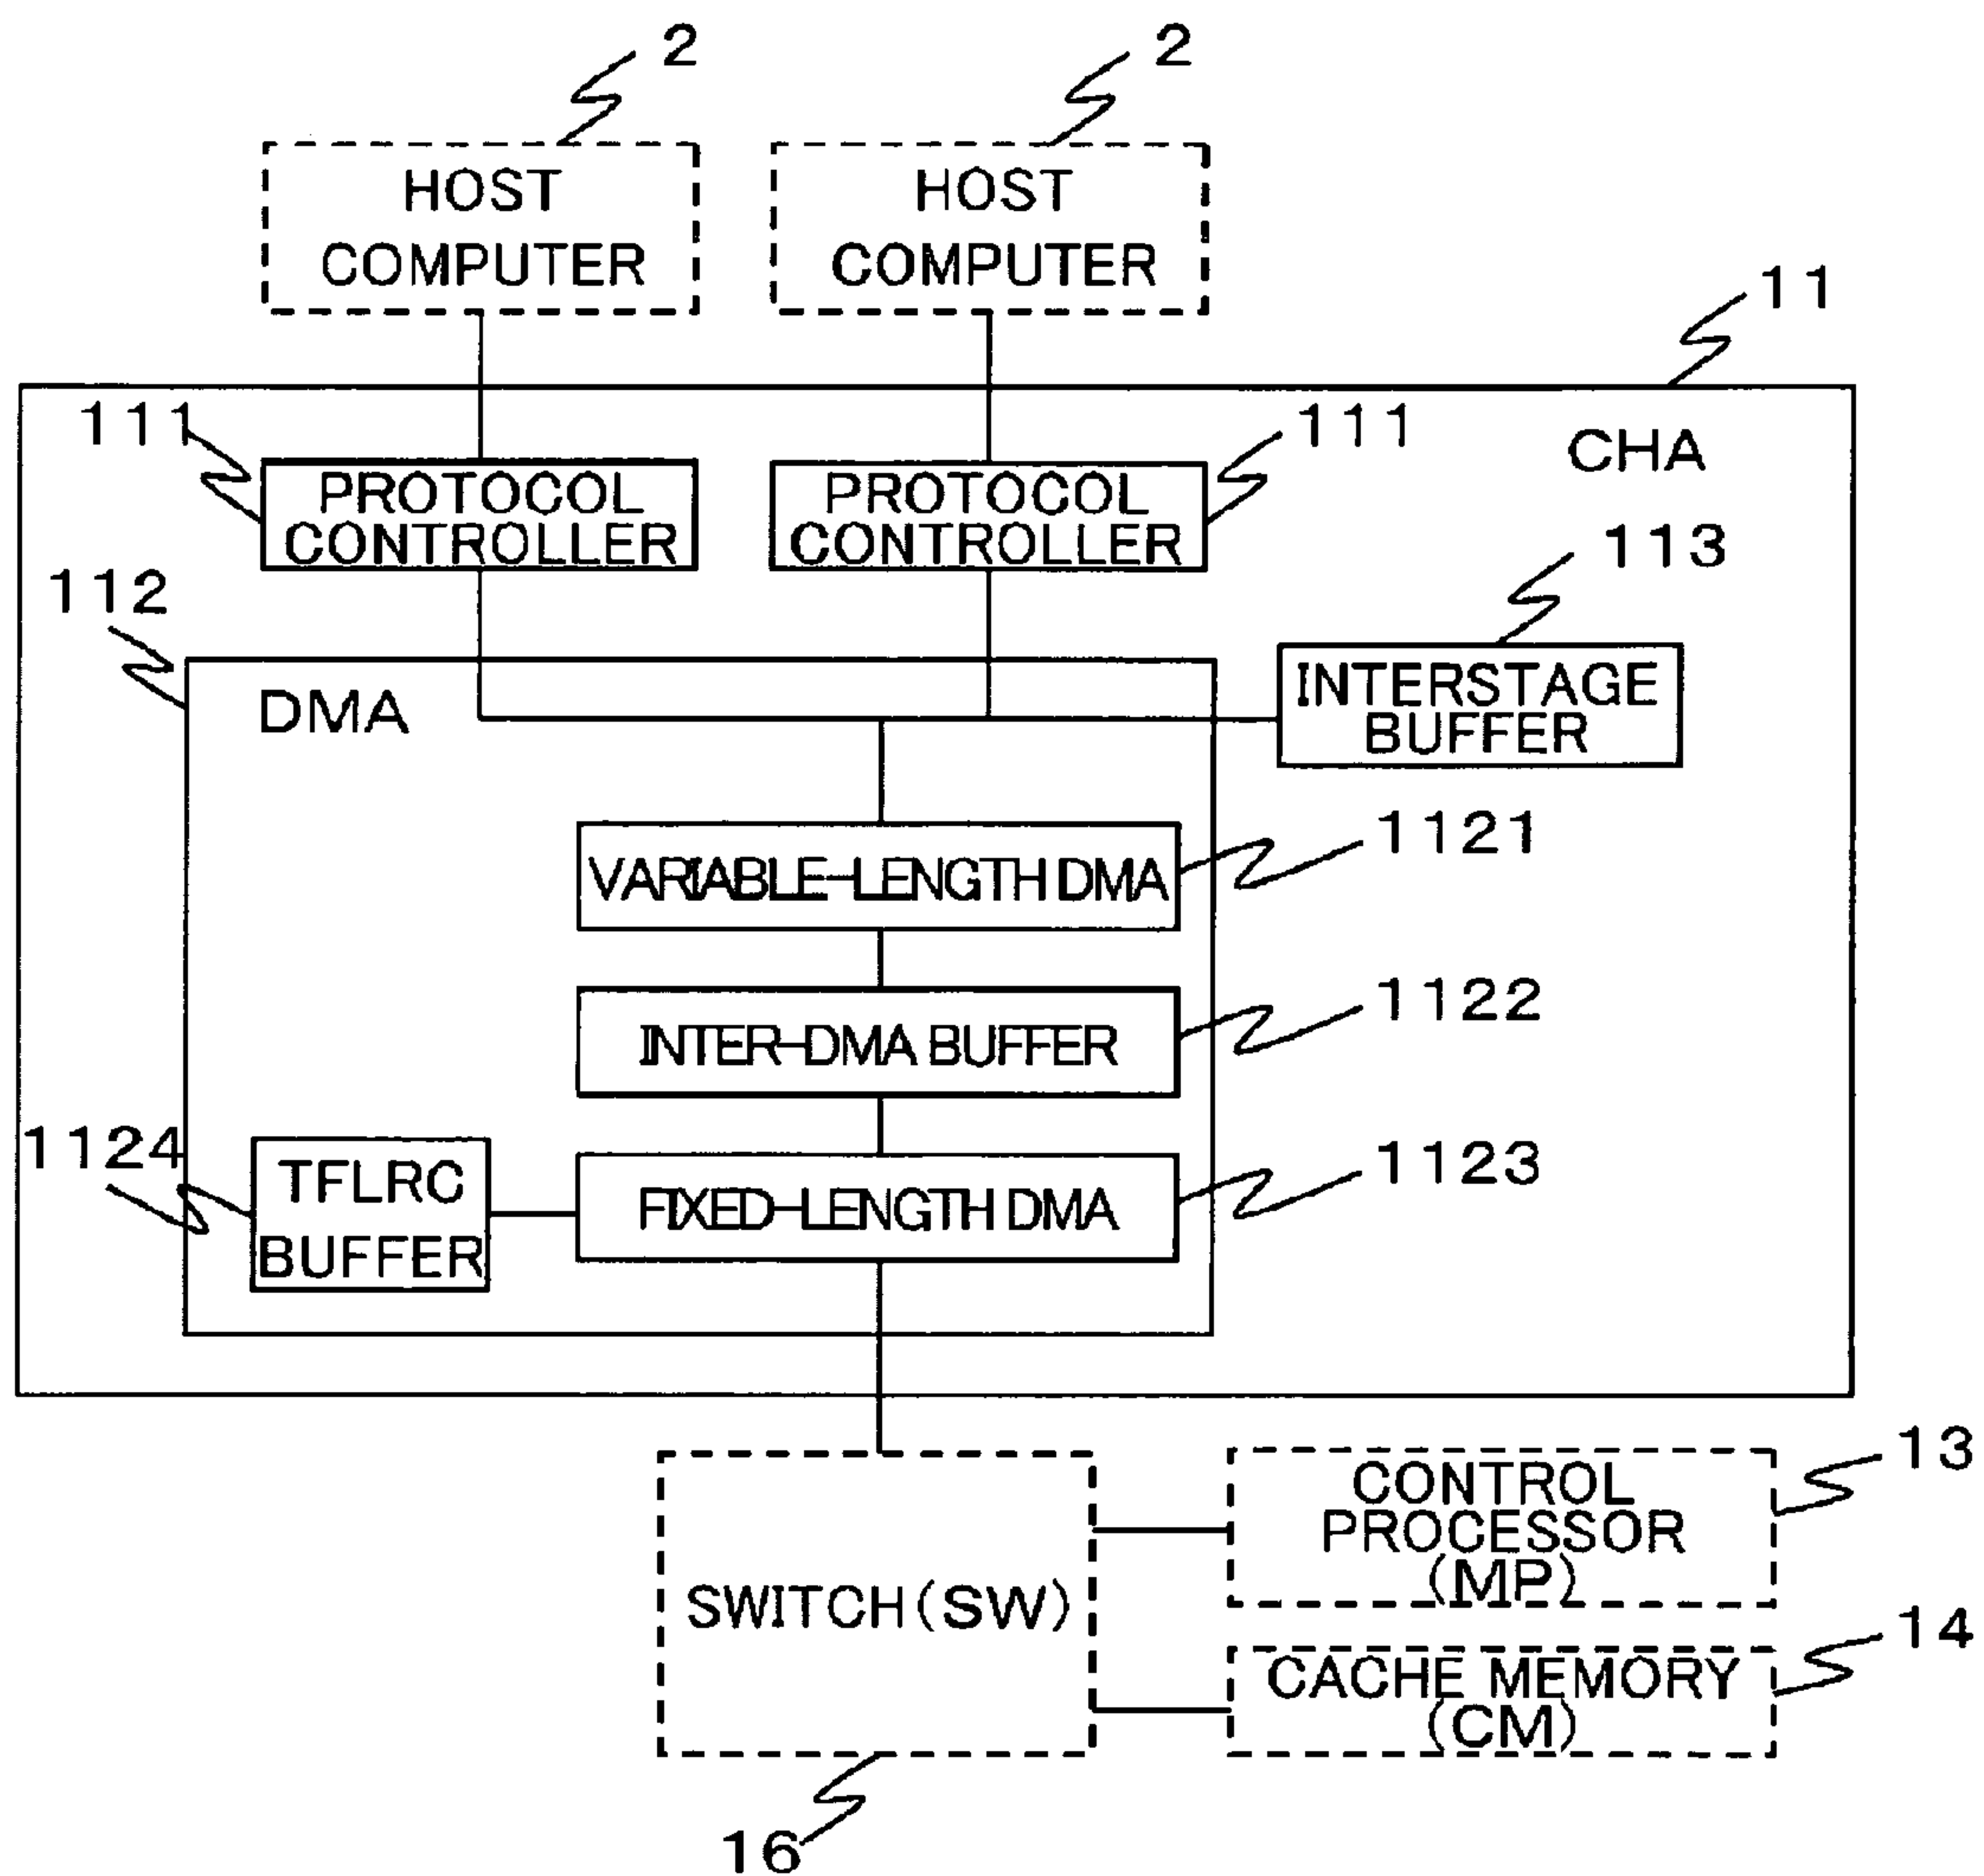 2
2
HOST
COMPUTER
HOST
COMPUTER
11
111
111
CHA
PROTOCOL
CONTROLLER
PROTOCOL
CONTROLLER
113
112
DMA
INTERSTAGE
BUFFER
1121
VARIABLE-LENGTH DMA
1122
INTER-DMA BUFFER
1124
1123
TFLRC
BUFFER
FIXED-LENGTH DMA
13
CONTROL
PROCESSOR
(MP)
SWITCH(SW)
14
CACHE MEMORY
(CM)
16